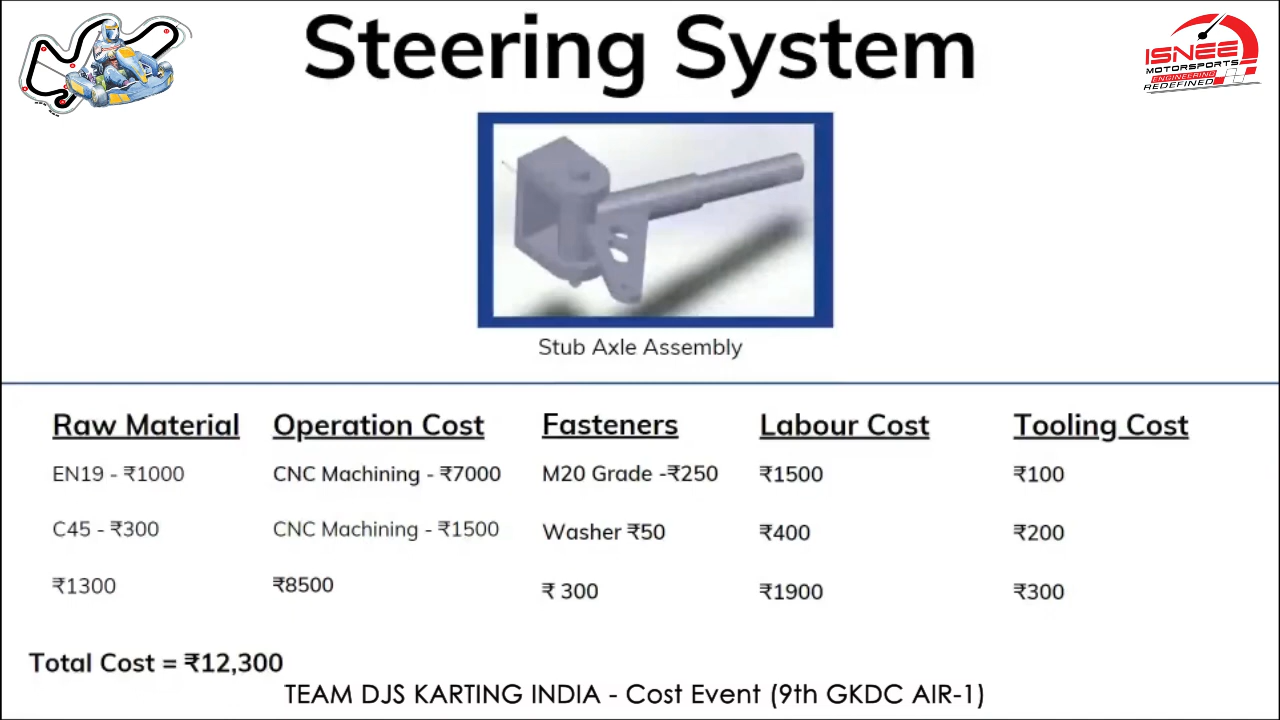 Steering System
ISNEE
MOTORSPORTS
ENGINEERING
REDEFINED
Stub Axle Assembly
Raw Material Operation Cost Fasteners Labour Cost Tooling Cost
EN19 - ₹1000 CNC Machining - ₹7000 M20 Grade -₹250 ₹1500 ₹100
C45 - ₹300 CNC Machining - ₹1500 Washer ₹50 ₹400 ₹200
₹1300 ₹8500 ₹ 300 ₹1900 ₹300
Total Cost = ₹12,300
TEAM DJS KARTING INDIA - Cost Event (9th GKDC AIR-1)